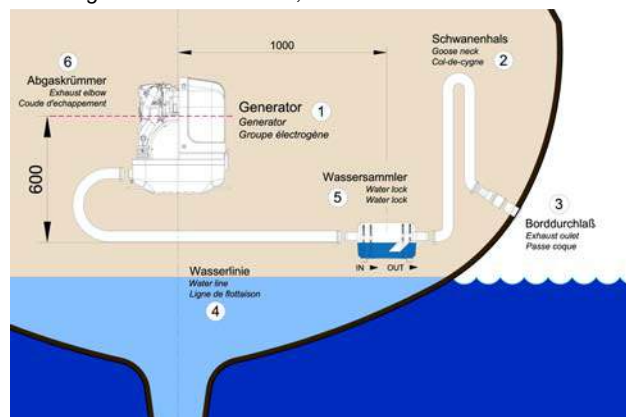 1000
Schwanenhals
Goose neck
Col-de-cygne
2
6
Abgaskrümmer
Exhaust elbow
Coude d'echappement
Generator
Generator
Groupe électrogène
1
600
Wassersammler
Water lock
Water lock
5
3
Borddurchlaß
Exhaust oulet
Passe coque
IN
OUT
Wasserlinie
Water line
Ligne de flottaison
4